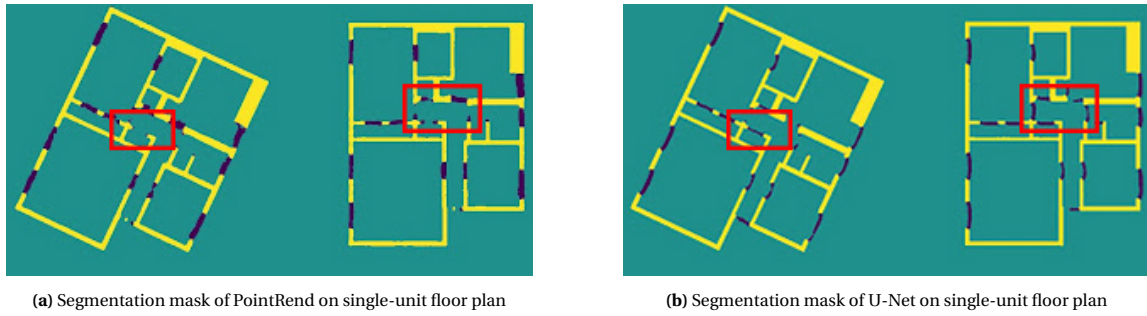 (a) Segmentation mask of PointRend on single-unit floor plan
(b) Segmentation mask of U-Net on single-unit floor plan